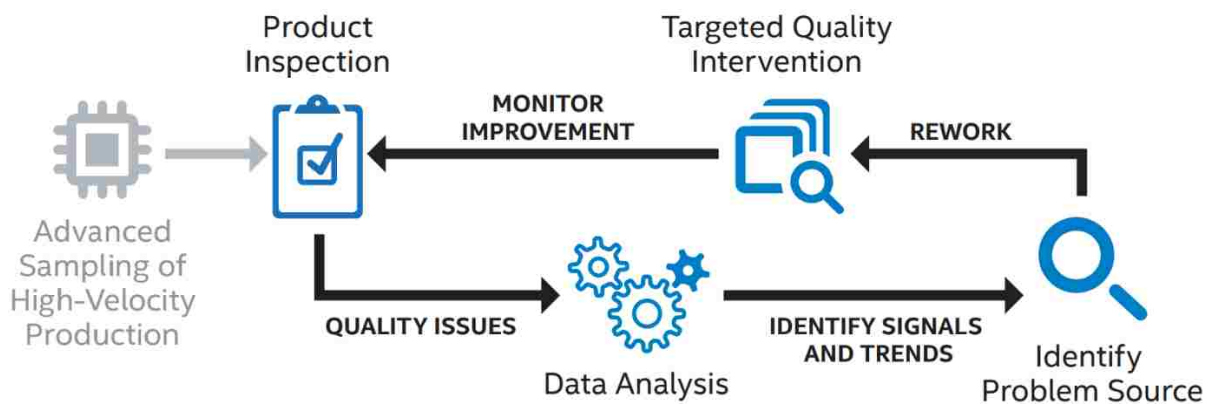 Product
Inspection
Targeted Quality
Intervention
MONITOR
IMPROVEMENT
REWORK
Advanced
Sampling of
High-Velocity
Production
QUALITY ISSUES
Data Analysis
IDENTIFY SIGNALS
AND TRENDS
Identify
Problem Source